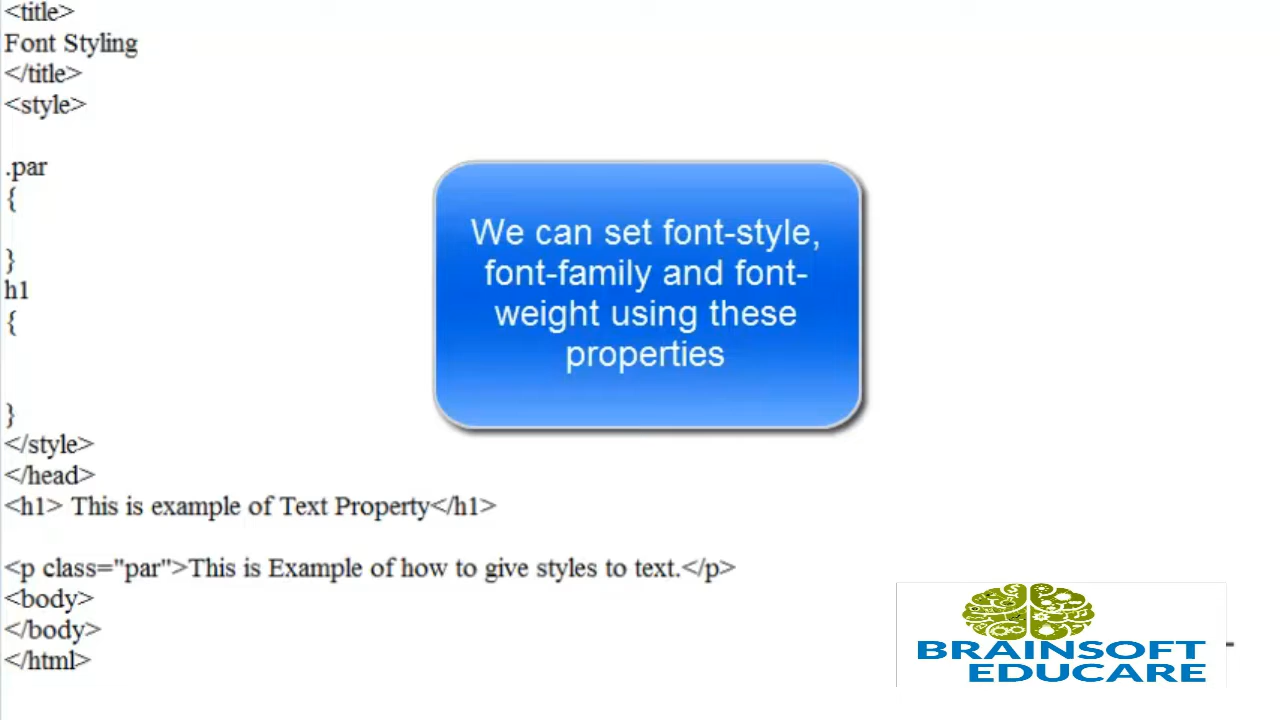 <title>
Font Styling
</title>
<style>
.par
{
}
h1
{
}
</style>
</head>
<h1> This is example of Text Property</h1>
<p class="par">This is Example of how to give styles to text.</p>
<body>
</body>
</html>
We can set font-style,
font-family and font-
weight using these
properties
BRAINSOFT
EDUCARE